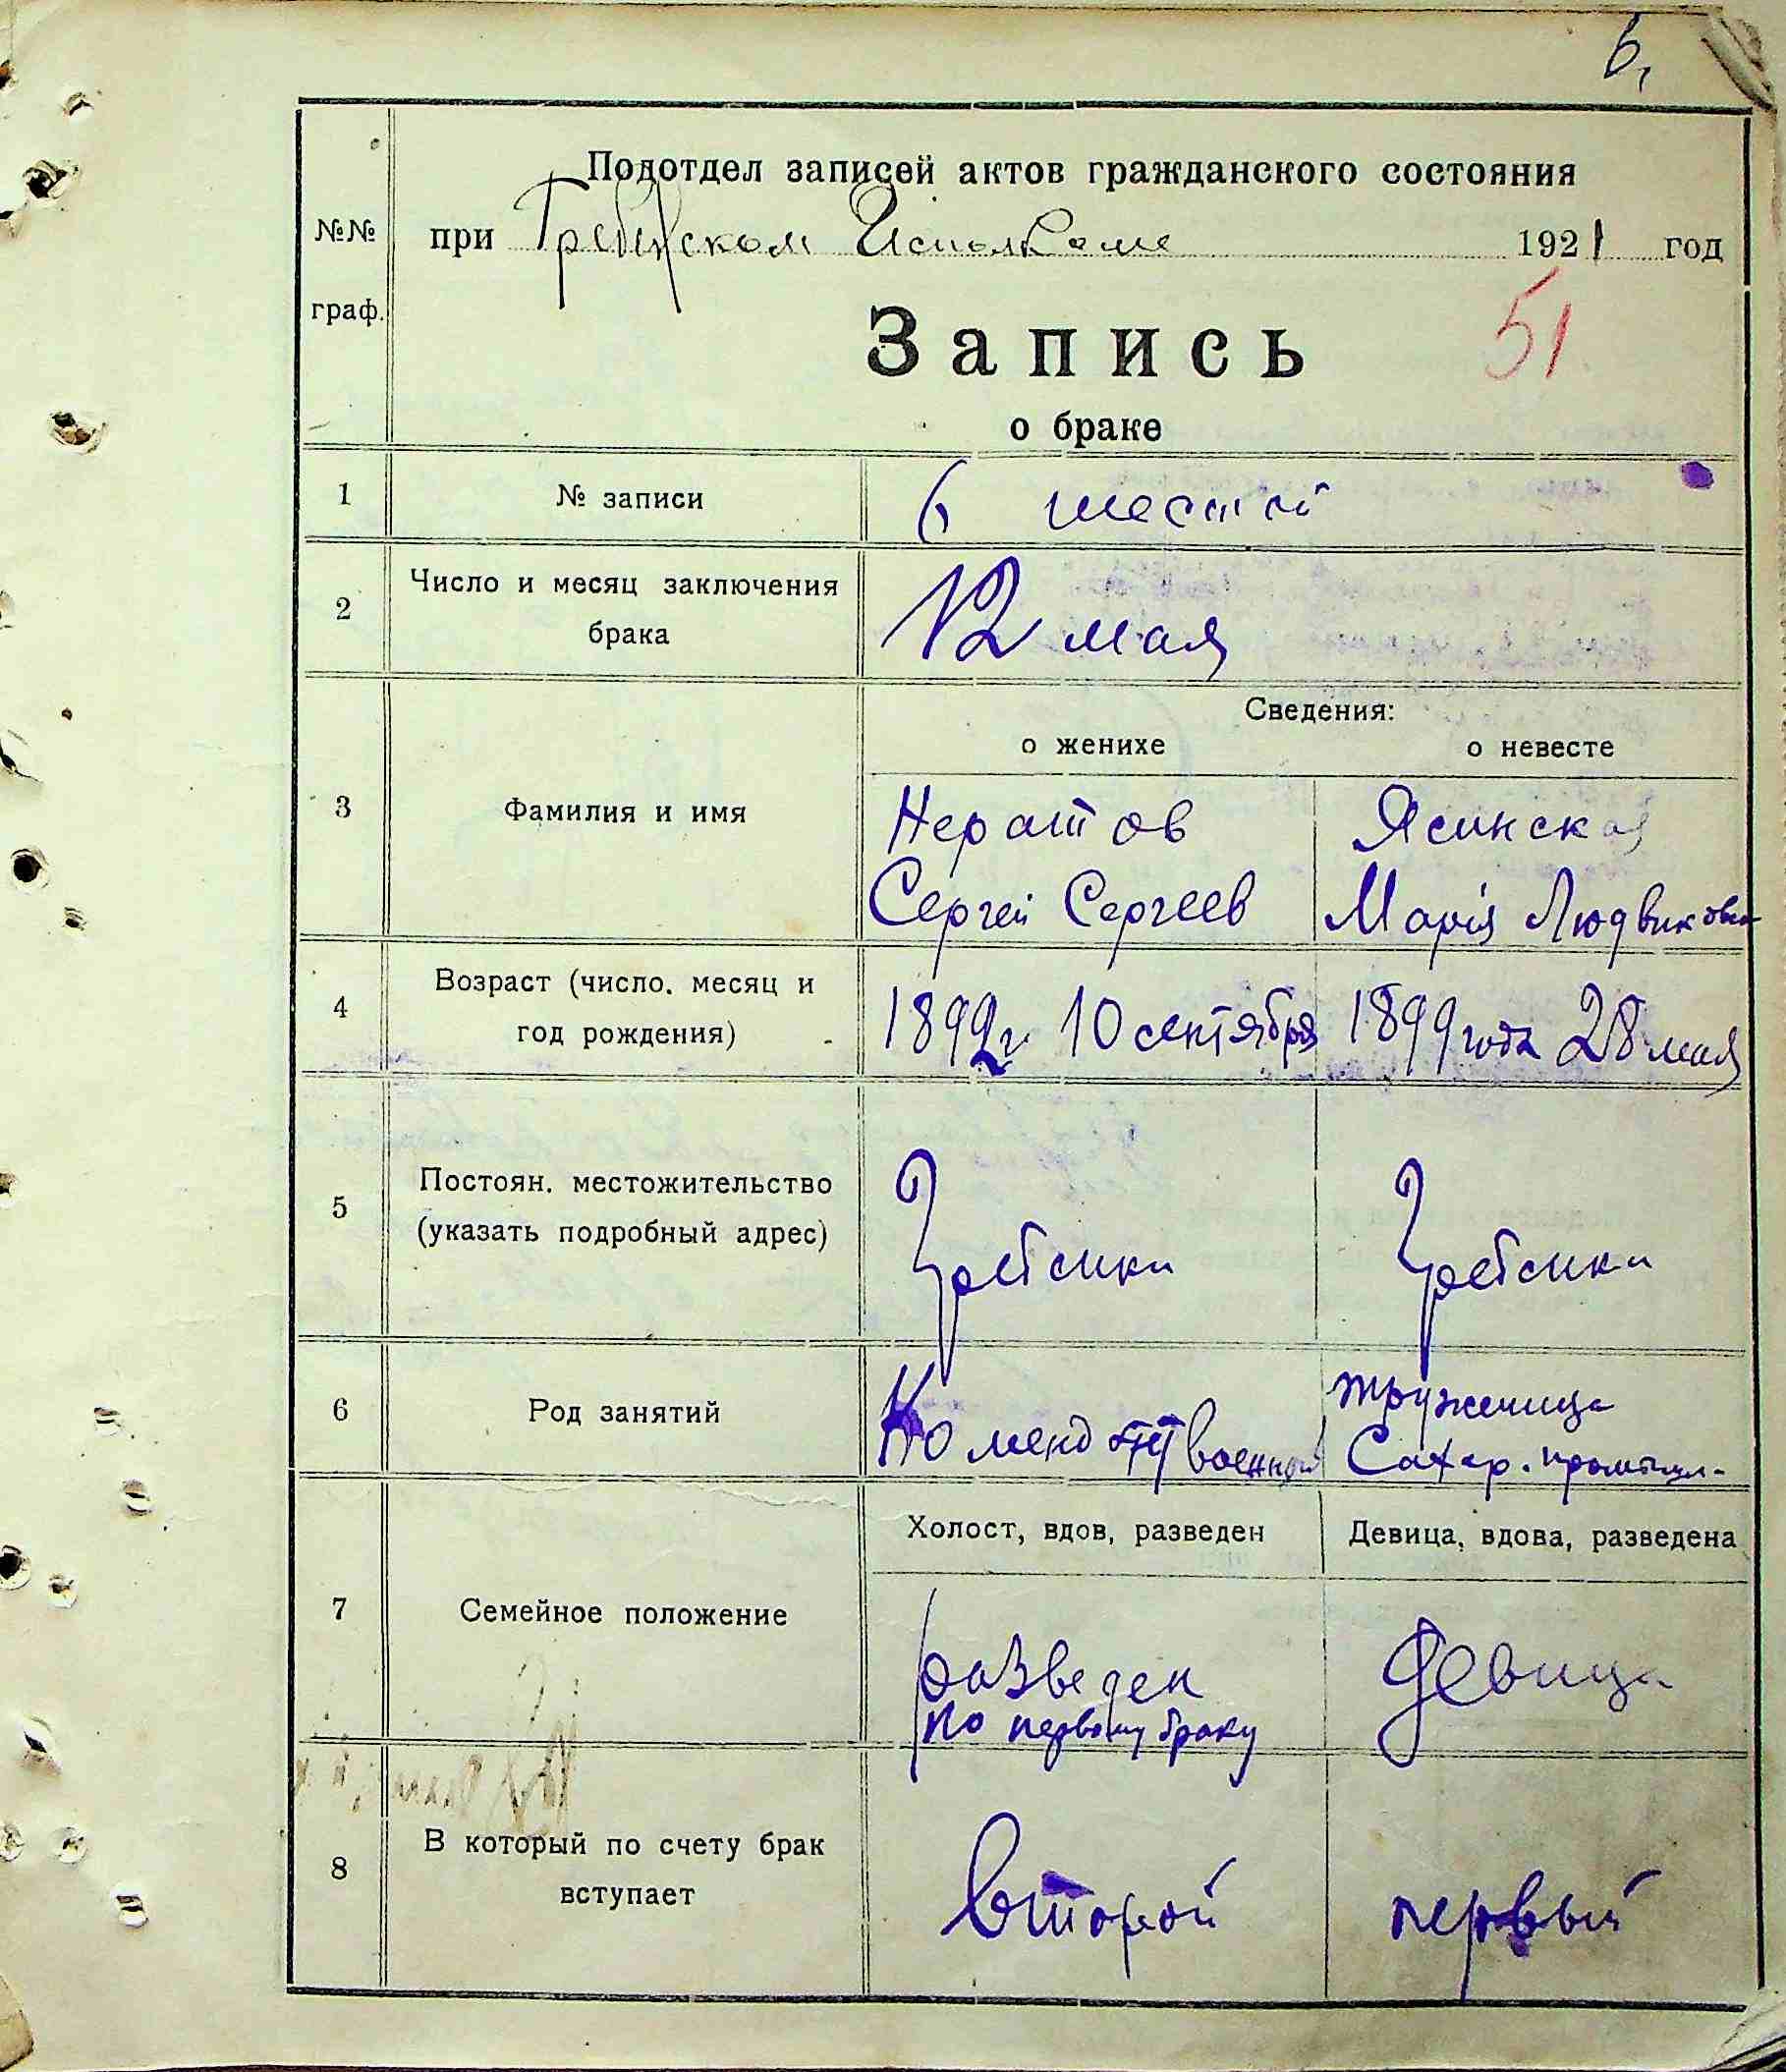 6,
Подотдел записей актов гражданского состояния
№№
при Гребенском Исполкоме 1921 год
граф.
51
Запись
о браке
1 № записи 6 шестой
2 Число и месяц заключения
брака
12 мая
Сведения:
о женихе о невесте
3 Фамилия и имя
Нератов Ясинская
Сергей Сергеев Марія Людвиковна
4 Возраст (число, месяц и
год рождения)
1892 г. 10 сентября 1899 года 28 мая
5 Постоян. местожительство
(указать подробный адрес)
Гребенки Гребенки
6 Род занятий
Комендант военный
труженица
Сахар. промышл-
Холост, вдов, разведен Девица, вдова, разведена
7 Семейное положение
разведен девица
по первому браку
8 В который по счету брак
вступает
второй первый